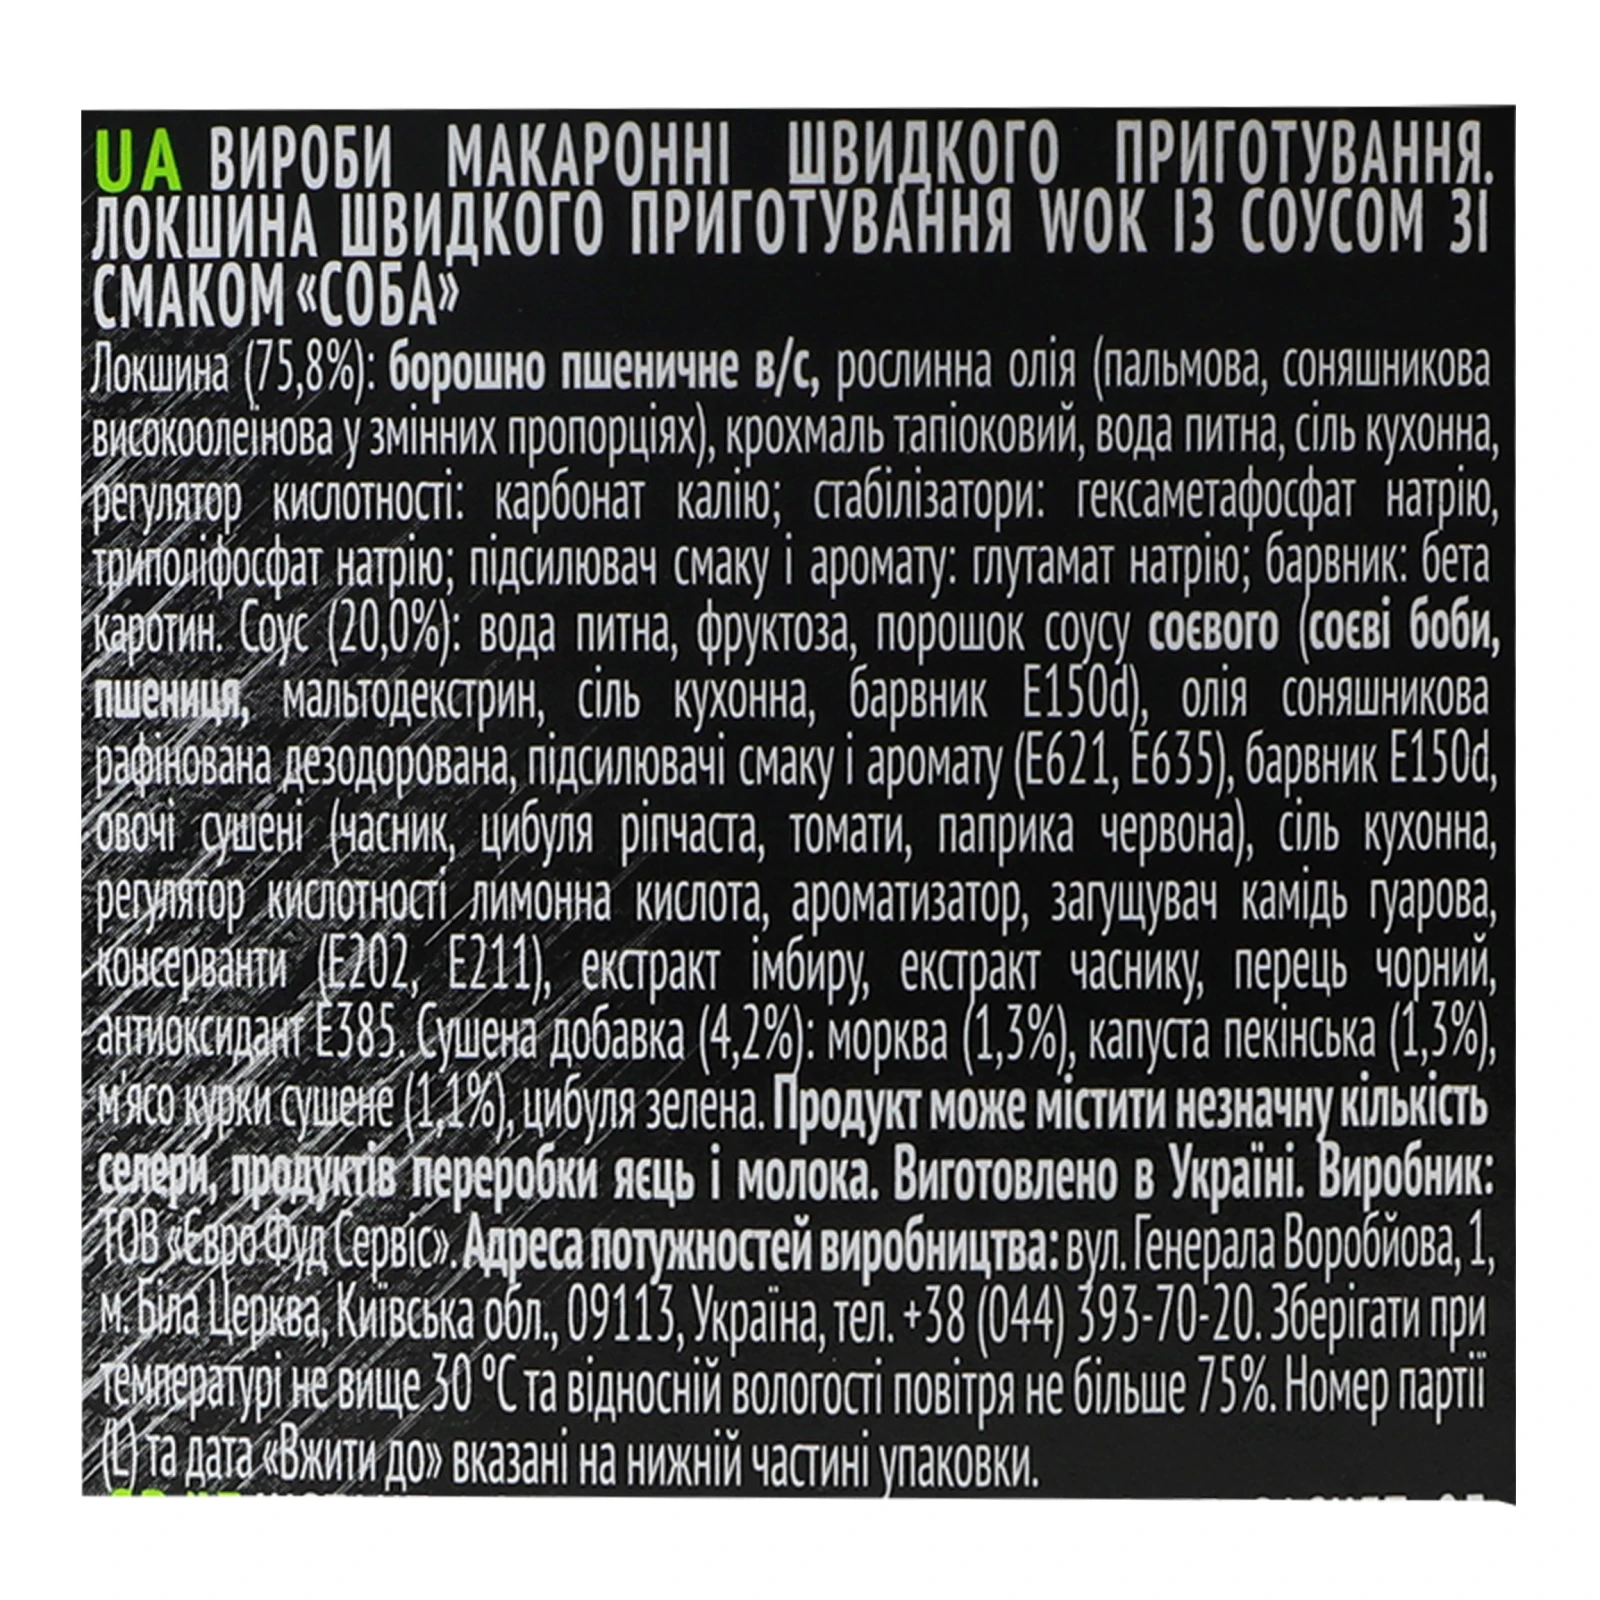 UA ВИРОБИ МАКАРОННІ ШВИДКОГО ПРИГОТУВАННЯ.
ЛОКШИНА ШВИДКОГО ПРИГОТУВАННЯ WOK ІЗ СОУСОМ ЗІ
СМАКОМ «СОБА»
Локшина (75,8%): борошно пшеничне в/с, рослинна олія (пальмова, соняшникова
високоолеїнова у змінних пропорціях), крохмаль тапіоковий, вода питна, сіль кухонна,
регулятор кислотності: карбонат калію; стабілізатори: гексаметафосфат натрію,
триполіфосфат натрію; підсилювач смаку і аромату: глутамат натрію; барвник: бета
каротин. Соус (20,0%): вода питна, фруктоза, порошок соусу соєвого (соєві боби,
пшениця, мальтодекстрин, сіль кухонна, барвник Е150d), олія соняшникова
рафінована дезодорована, підсилювачі смаку і аромату (Е621, Е635), барвник Е150d,
овочі сушені (часник, цибуля ріпчаста, томати, паприка червона), сіль кухонна,
регулятор кислотності лимонна кислота, ароматизатор, загущувач камідь гуарова,
консерванти (Е202, Е211), екстракт імбиру, екстракт часнику, перець чорний,
антиоксидант Е385. Сушена добавка (4,2%): морква (1,3%), капуста пекінська (1,3%),
м'ясо курки сушене (1,1%), цибуля зелена. Продукт може містити незначну кількість
селери, продуктів переробки яєць і молока. Виготовлено в Україні. Виробник:
ТОВ «Євро Фуд Сервіс». Адреса потужностей виробництва: вул. Генерала Воробйова, 1,
м. Біла Церква, Київська обл., 09113, Україна, тел. +38 (044) 393-70-20. Зберігати при
температурі не вище 30 °С та відносній вологості повітря не більше 75%. Номер партії
(L) та дата «Вжити до» вказані на нижній частині упаковки.